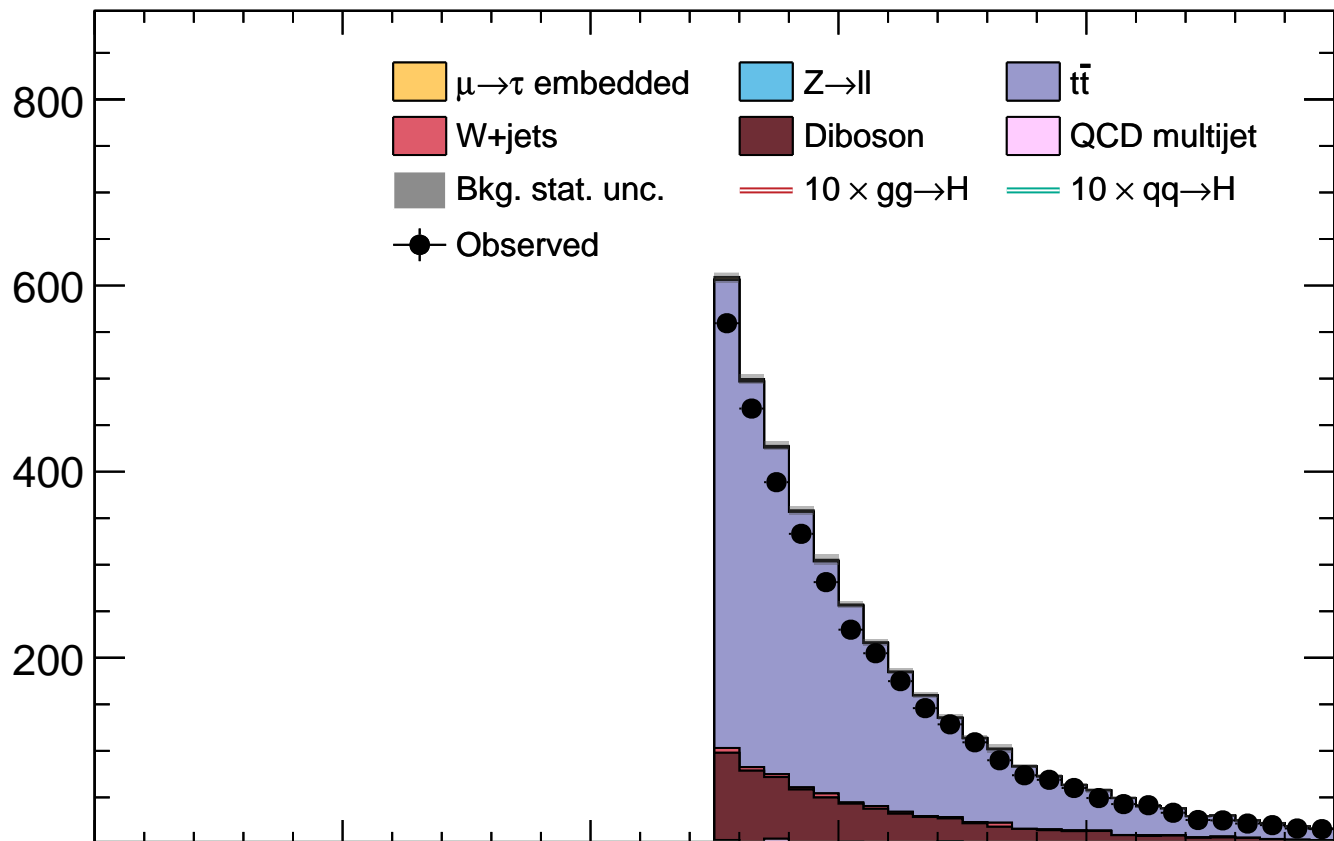 800
600
400
200
μ→τ embedded Z→ll tt̄
W+jets Diboson QCD multijet
Bkg. stat. unc. 10 × gg→H 10 × qq→H
Observed